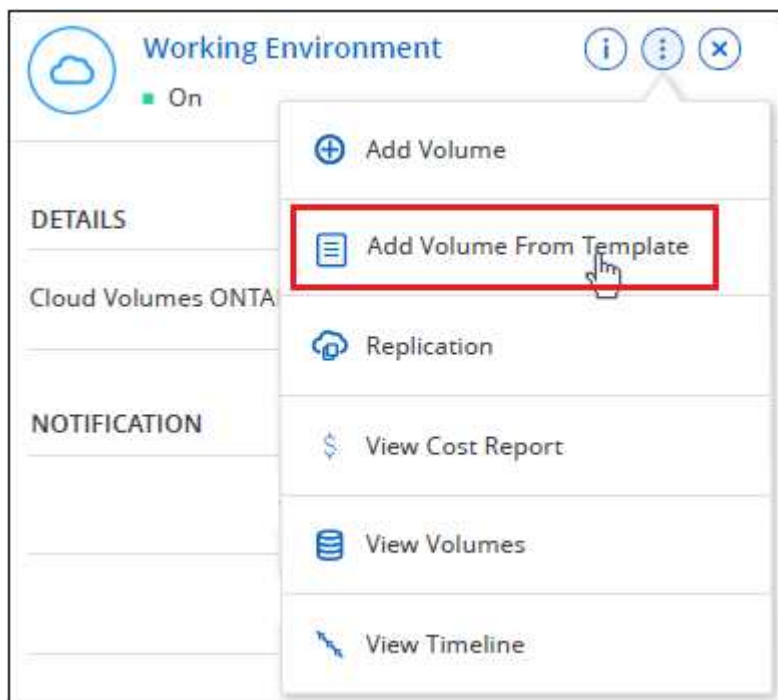 Working Environment
On
Add Volume
DETAILS
Add Volume From Template
Cloud Volumes ONTA
Replication
NOTIFICATION
$ View Cost Report
View Volumes
View Timeline